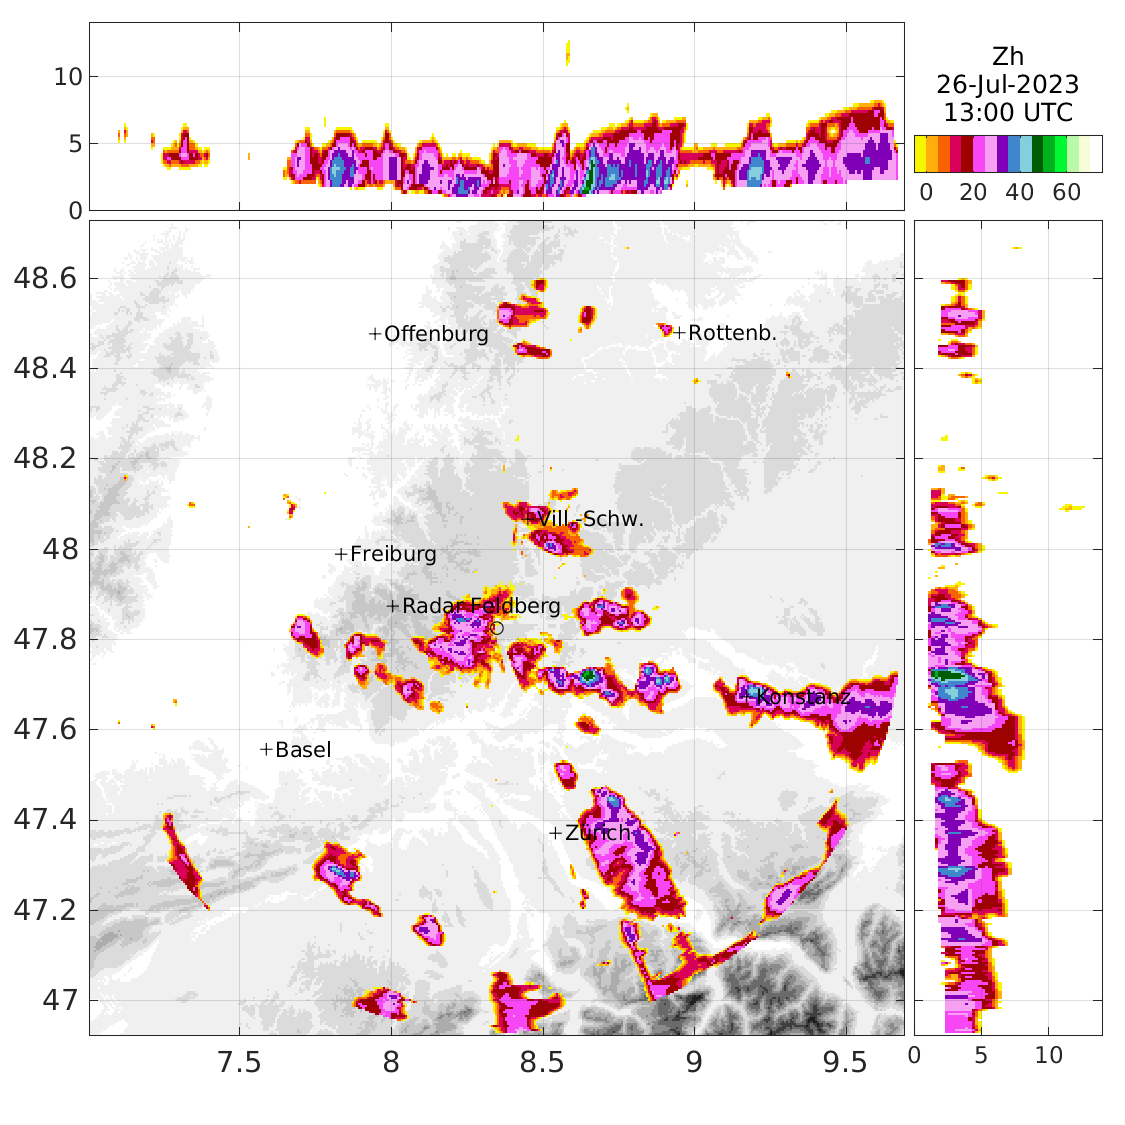 10
5
0
Zh
26-Jul-2023
13:00 UTC
0 20 40 60
48.6
48.4
48.2
48
47.8
47.6
47.4
47.2
47
+Offenburg
+Rottenb.
+Vill.-Schw.
+Freiburg
+Radar Feldberg
+Konstanz
+Basel
+Zürich
7.5 8 8.5 9 9.5
0 5 10